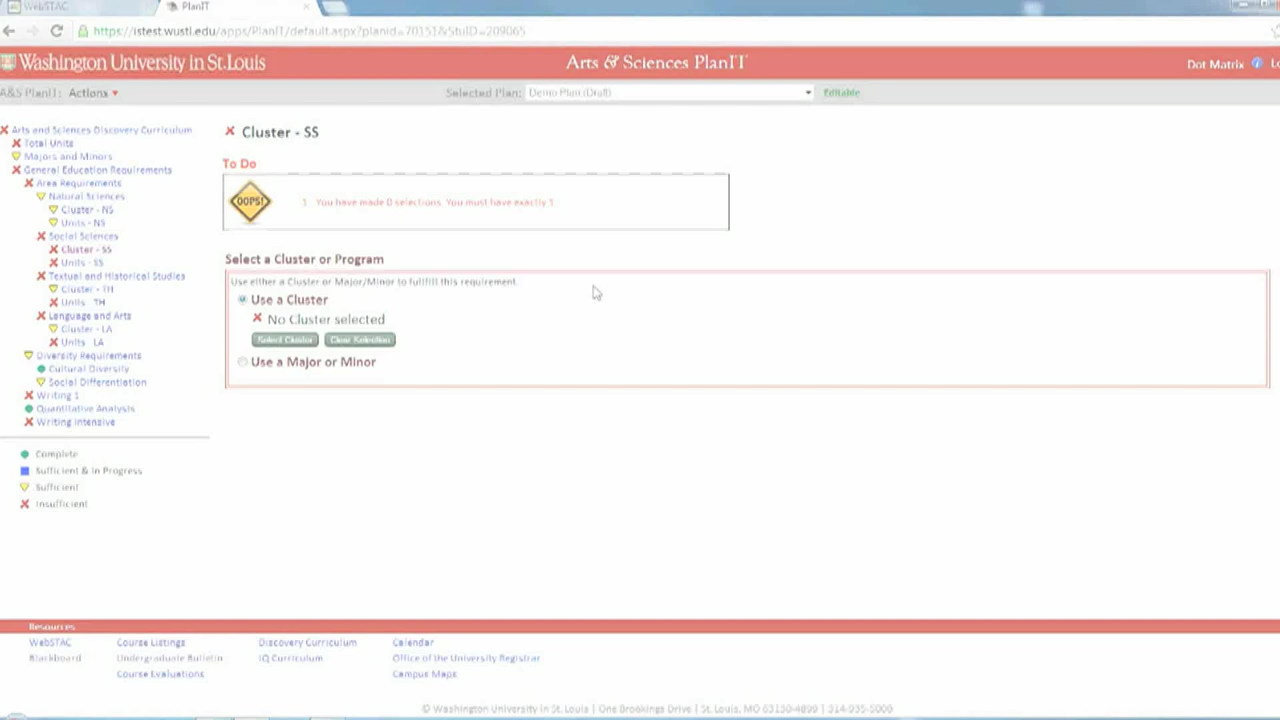 WebSTAC
PlanIT
https://istest.wustl.edu/apps/PlanIT/default.aspx?planid=70151&StuID=209065
Washington University in St.Louis
Arts & Sciences PlanIT
Dot Matrix
A&S PlanIT: Actions
Selected Plan: Demo Plan (Draft)
Editable
Arts and Sciences Discovery Curriculum
Total Units
Majors and Minors
General Education Requirements
Area Requirements
Natural Sciences
Cluster - NS
Units - NS
Social Sciences
Cluster - SS
Units - SS
Textual and Historical Studies
Cluster - TH
Units - TH
Language and Arts
Cluster - LA
Units - LA
Diversity Requirements
Cultural Diversity
Social Differentiation
Writing 1
Quantitative Analysis
Writing Intensive
Complete
Sufficient & In Progress
Sufficient
Insufficient
Cluster - SS
To Do
OOPS!
1 You have made 0 selections. You must have exactly 1
Select a Cluster or Program
Use either a Cluster or Major/Minor to fullfill this requirement.
Use a Cluster
No Cluster selected
Select Cluster
Clear Selection
Use a Major or Minor
Resources
WebSTAC
Course Listings
Discovery Curriculum
Calendar
Blackboard
Undergraduate Bulletin
IQ Curriculum
Office of the University Registrar
Course Evaluations
Campus Maps
© Washington University in St. Louis | One Brookings Drive | St. Louis, MO 63130-4899 | 314-935-5000